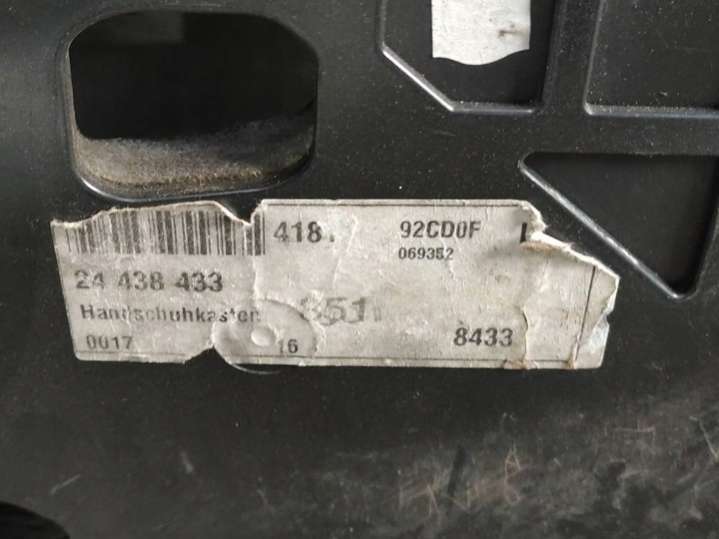 418 92CD0F
069352
24 438 433
Handschuhkasten 351
0017 16 8433